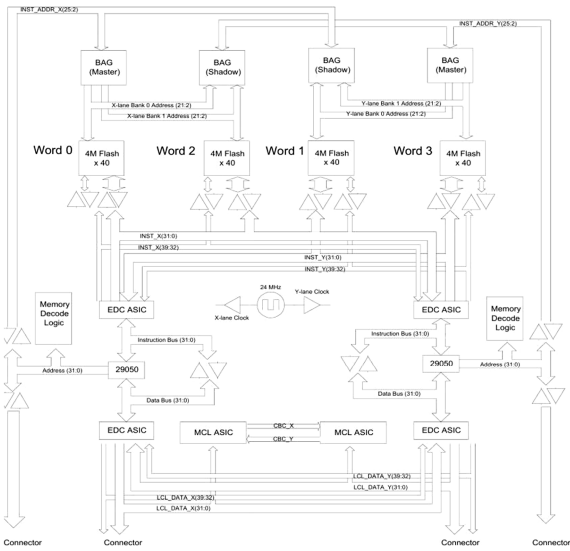 INST_ADDR_X(25:2)
INST_ADDR_Y(25:2)
BAG
(Master)
BAG
(Shadow)
BAG
(Shadow)
BAG
(Master)
X-lane Bank 0 Address (21:2)
Y-lane Bank 1 Address (21:2)
X-lane Bank 1 Address (21:2)
Y-lane Bank 0 Address (21:2)
Word 0
4M Flash
x 40
Word 2
4M Flash
x 40
Word 1
4M Flash
x 40
Word 3
4M Flash
x 40
INST_X(31:0)
INST_X(39:32)
INST_Y(31:0)
INST_Y(39:32)
24 MHz
Y-lane Clock
X-lane Clock
Memory
Decode
Logic
EDC ASIC
EDC ASIC
Memory
Decode
Logic
Instruction Bus (31:0)
Instruction Bus (31:0)
Address (31:0)
29050
29050
Address (31:0)
Data Bus (31:0)
Data Bus (31:0)
EDC ASIC
MCL ASIC
CBC_X
CBC_Y
MCL ASIC
EDC ASIC
LCL_DATA_Y(39:32)
LCL_DATA_Y(31:0)
LCL_DATA_X(39:32)
LCL_DATA_X(31:0)
Connector
Connector
Connector
Connector